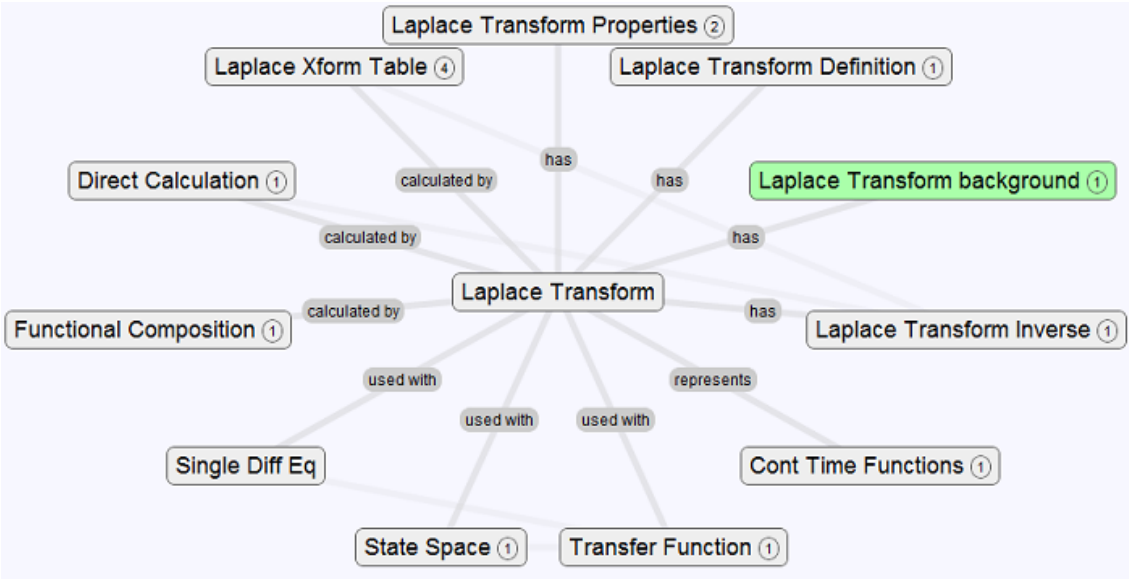 Laplace Transform Properties 2
Laplace Xform Table 4
Laplace Transform Definition 1
has
calculated by
has
Direct Calculation 1
Laplace Transform background 1
calculated by
has
Laplace Transform
calculated by
has
Functional Composition 1
Laplace Transform Inverse 1
used with
represents
used with
used with
Single Diff Eq
Cont Time Functions 1
State Space 1
Transfer Function 1